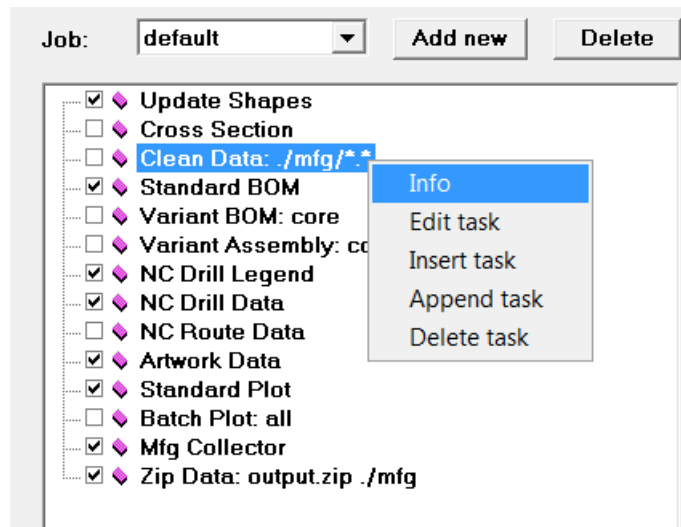 Job: default Add new Delete
Update Shapes
Cross Section
Clean Data: ./mfg/*.*
Standard BOM
Variant BOM: core
Variant Assembly:
NC Drill Legend
NC Drill Data
NC Route Data
Artwork Data
Standard Plot
Batch Plot: all
Mfg Collector
Zip Data: output.zip ./mfg
Info
Edit task
Insert task
Append task
Delete task